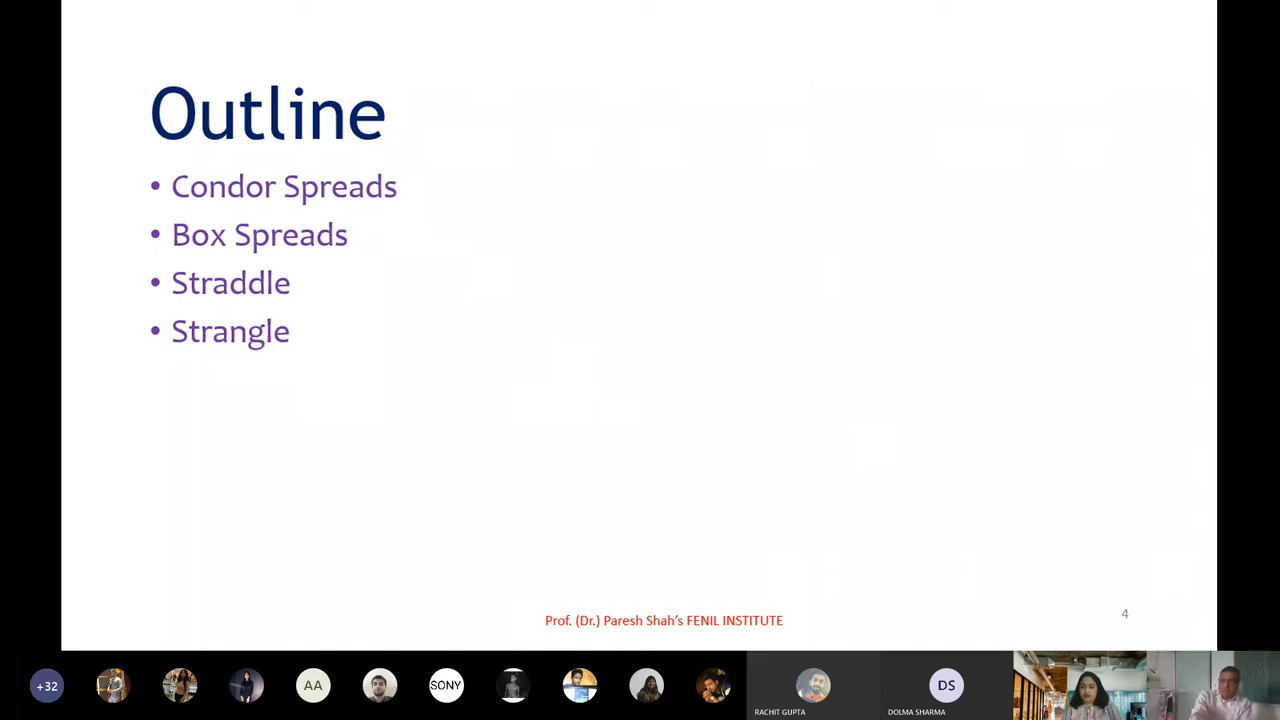 Outline
• Condor Spreads
• Box Spreads
• Straddle
• Strangle
Prof. (Dr.) Paresh Shah's FENIL INSTITUTE
4
+32
AA
SONY
RACHIT GUPTA
DS
DOLMA SHARMA